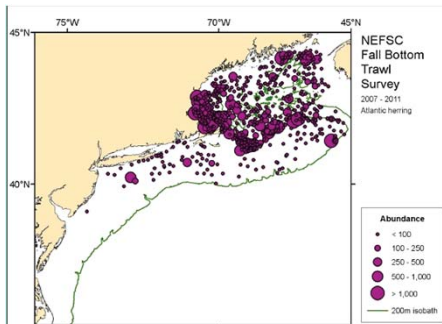 75°W 70°W 45°N
45°N
40°N
NEFSC
Fall Bottom
Trawl
Survey
2007 - 2011
Atlantic herring
Abundance
< 100
100 - 250
250 - 500
500 - 1,000
> 1,000
200m isobath